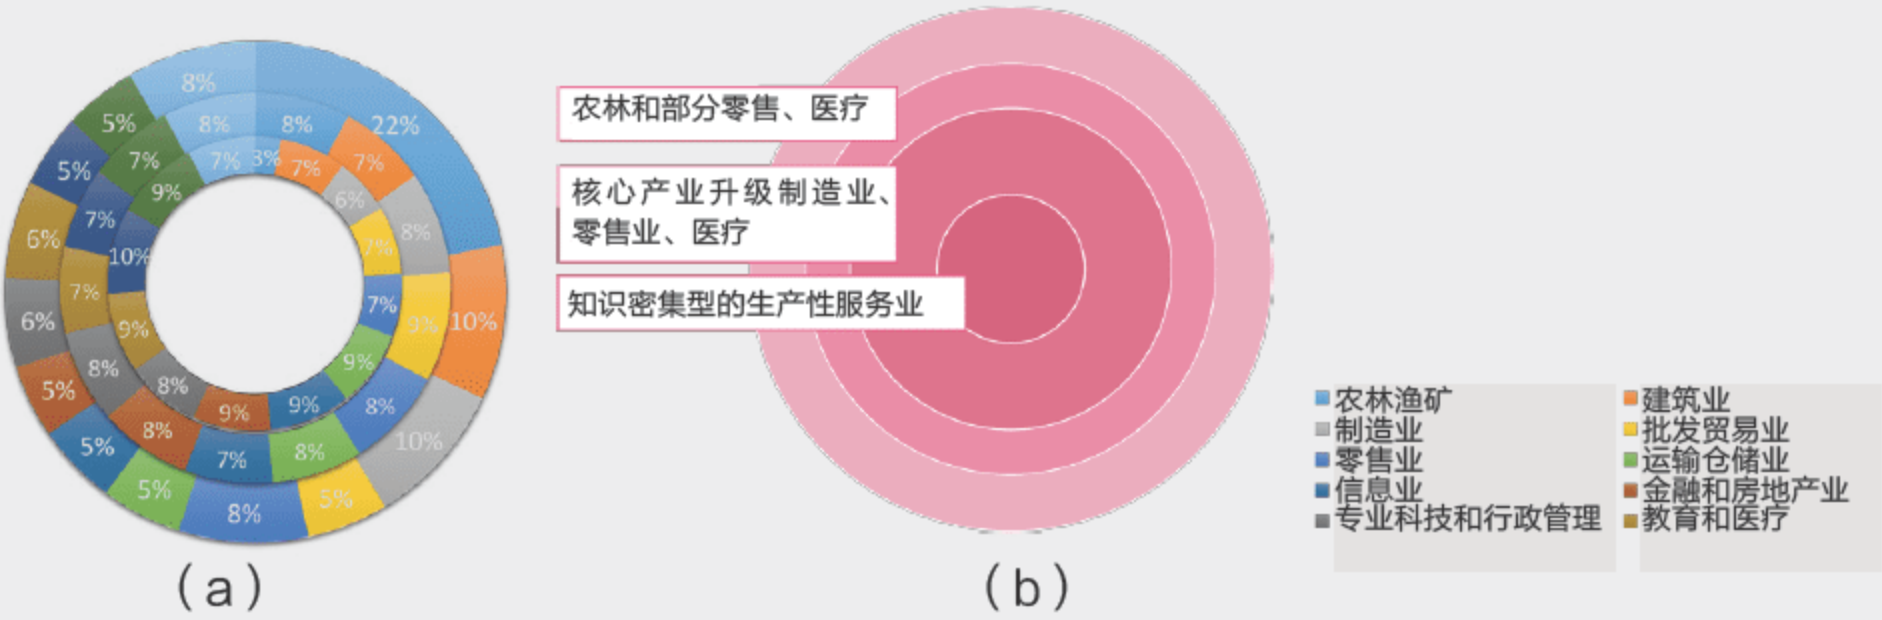 8%
22%
10%
10%
5%
8%
5%
5%
5%
6%
6%
5%
5%
8%
7%
8%
9%
8%
8%
7%
8%
8%
7%
7%
7%
8%
3%
7%
6%
7%
7%
9%
9%
9%
8%
9%
10%
9%
7%
(a)
农林和部分零售、医疗
核心产业升级制造业、
零售业、医疗
知识密集型的生产性服务业
(b)
农林渔矿
建筑业
制造业
批发贸易业
零售业
运输仓储业
信息业
金融和房地产业
专业科技和行政管理
教育和医疗